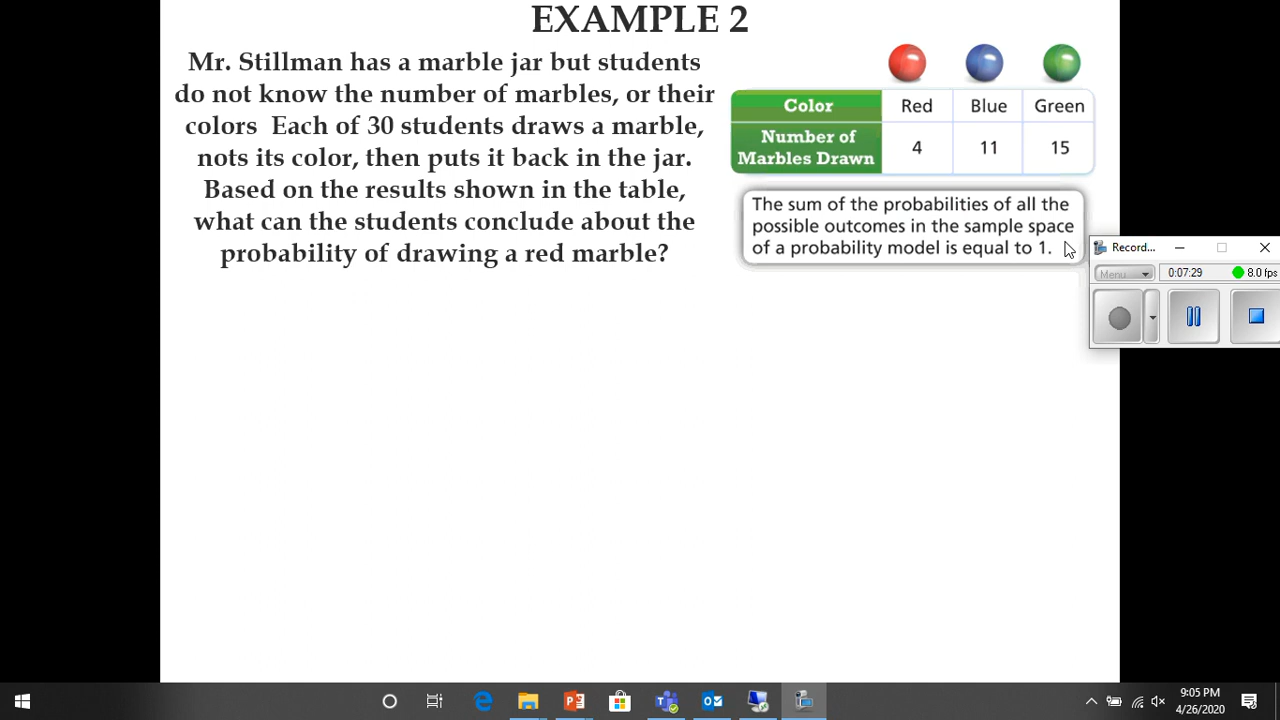 EXAMPLE 2
Mr. Stillman has a marble jar but students
do not know the number of marbles, or their
colors  Each of 30 students draws a marble,
nots its color, then puts it back in the jar.
Based on the results shown in the table,
what can the students conclude about the
probability of drawing a red marble?
Color Red Blue Green
Number of
Marbles Drawn 4 11 15
The sum of the probabilities of all the
possible outcomes in the sample space
of a probability model is equal to 1.
Record...
Menu 0:07:29 8.0 fps
9:05 PM
4/26/2020